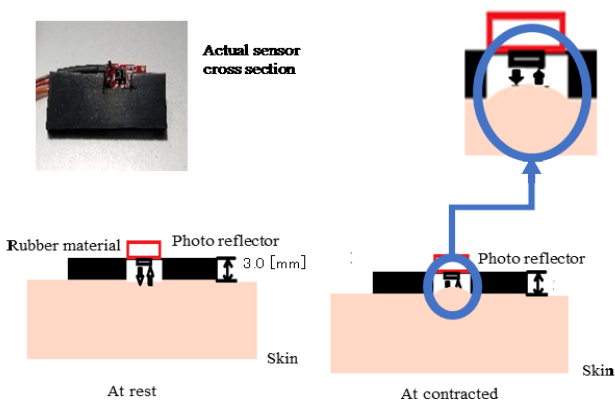 Actual sensor
cross section
Rubber material
Photo reflector
3.0 [mm]
Skin
At rest
Photo reflector
Skin
At contracted